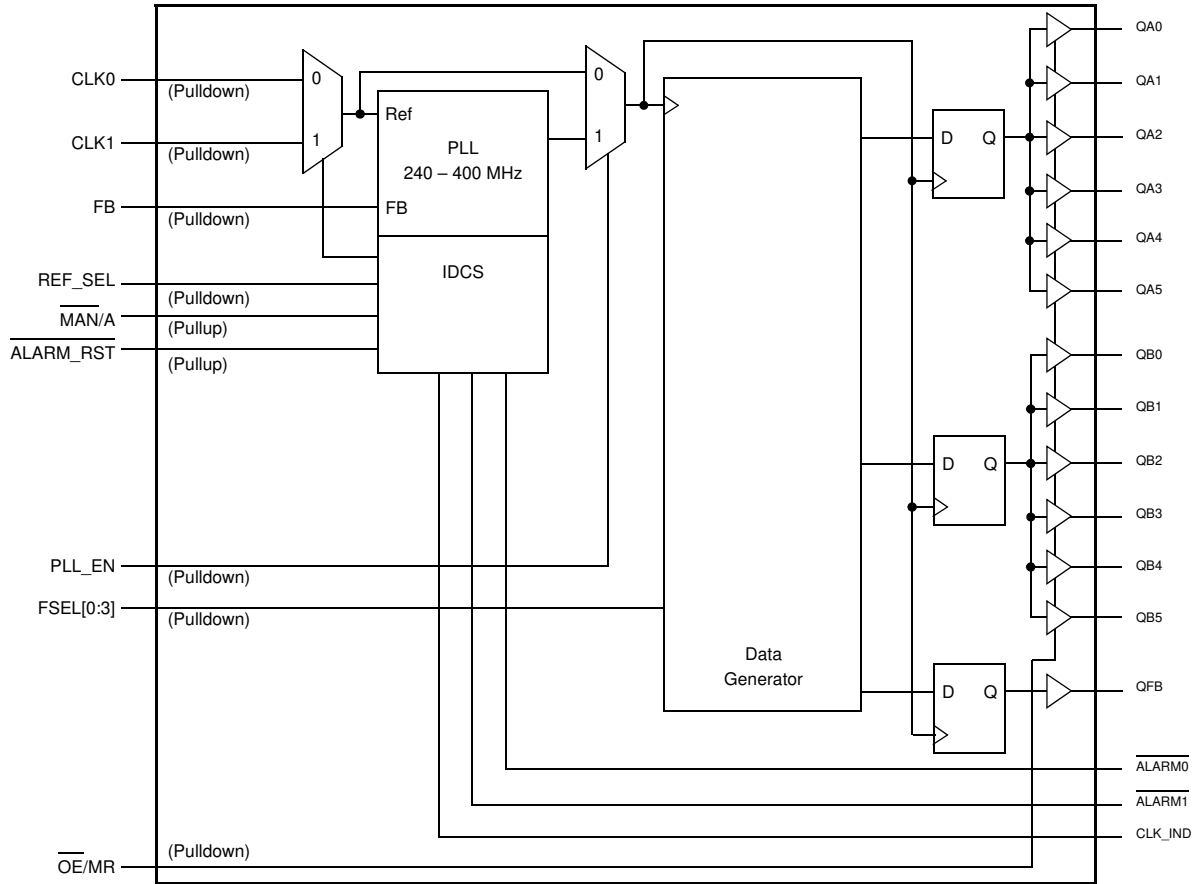 CLK0
(Pulldown)
CLK1
(Pulldown)
FB
(Pulldown)
REF_SEL
(Pulldown)
MAN/A
(Pullup)
ALARM_RST
(Pullup)
PLL_EN
(Pulldown)
FSEL[0:3]
(Pulldown)
OE/MR
(Pulldown)
0
1
Ref
PLL
240 – 400 MHz
FB
IDCS
0
1
Data
Generator
D Q
D Q
D Q
QA0
QA1
QA2
QA3
QA4
QA5
QB0
QB1
QB2
QB3
QB4
QB5
QFB
ALARM0
ALARM1
CLK_IND